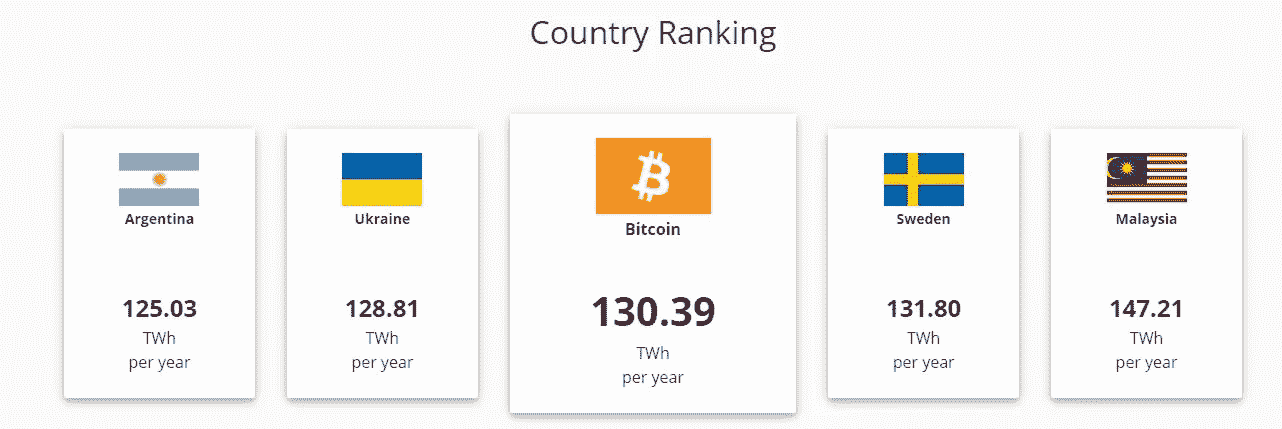 Country Ranking
Argentina
125.03
TWh
per year
Ukraine
128.81
TWh
per year
Bitcoin
130.39
TWh
per year
Sweden
131.80
TWh
per year
Malaysia
147.21
TWh
per year